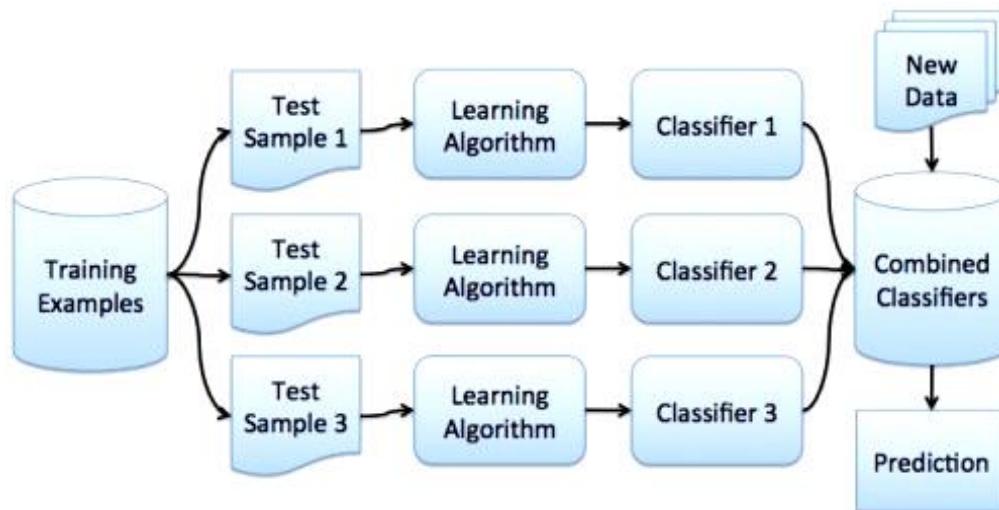 Training
Examples
Test
Sample 1
Learning
Algorithm
Classifier 1
Test
Sample 2
Learning
Algorithm
Classifier 2
Test
Sample 3
Learning
Algorithm
Classifier 3
New
Data
Combined
Classifiers
Prediction